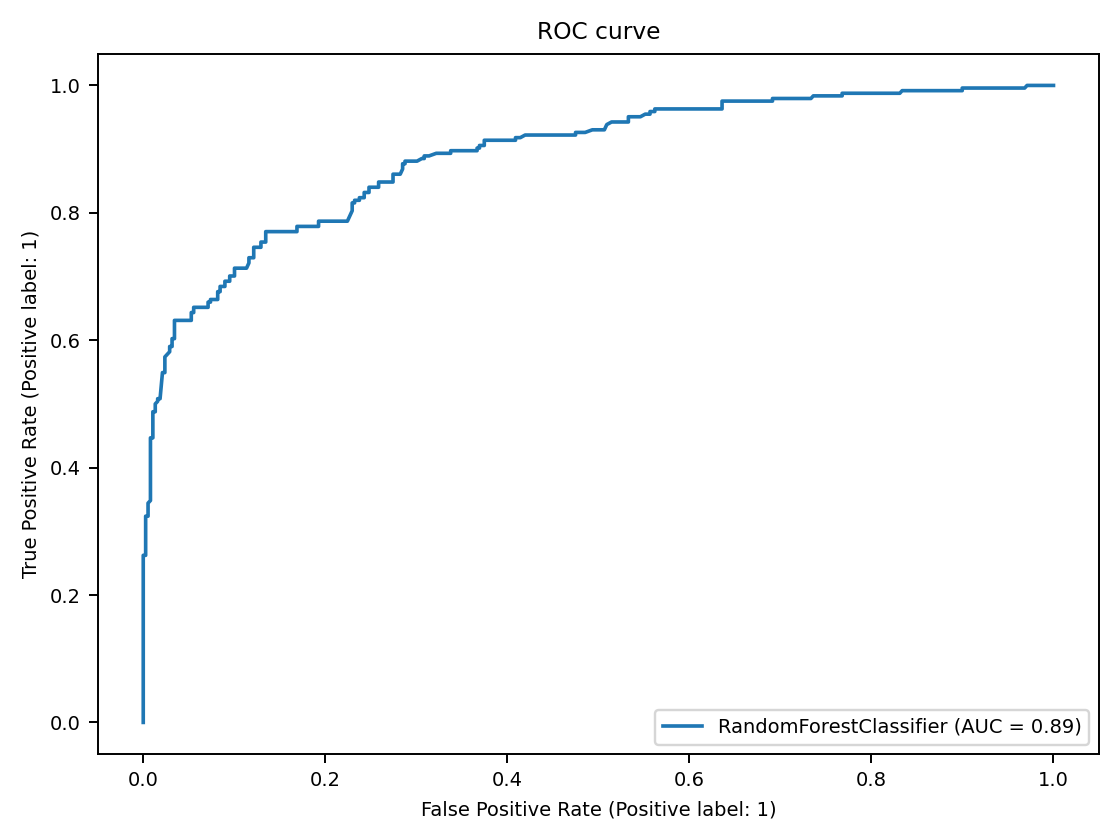 ROC curve
1.0
0.8
0.6
0.4
0.2
0.0
True Positive Rate (Positive label: 1)
RandomForestClassifier (AUC = 0.89)
0.0 0.2 0.4 0.6 0.8 1.0
False Positive Rate (Positive label: 1)